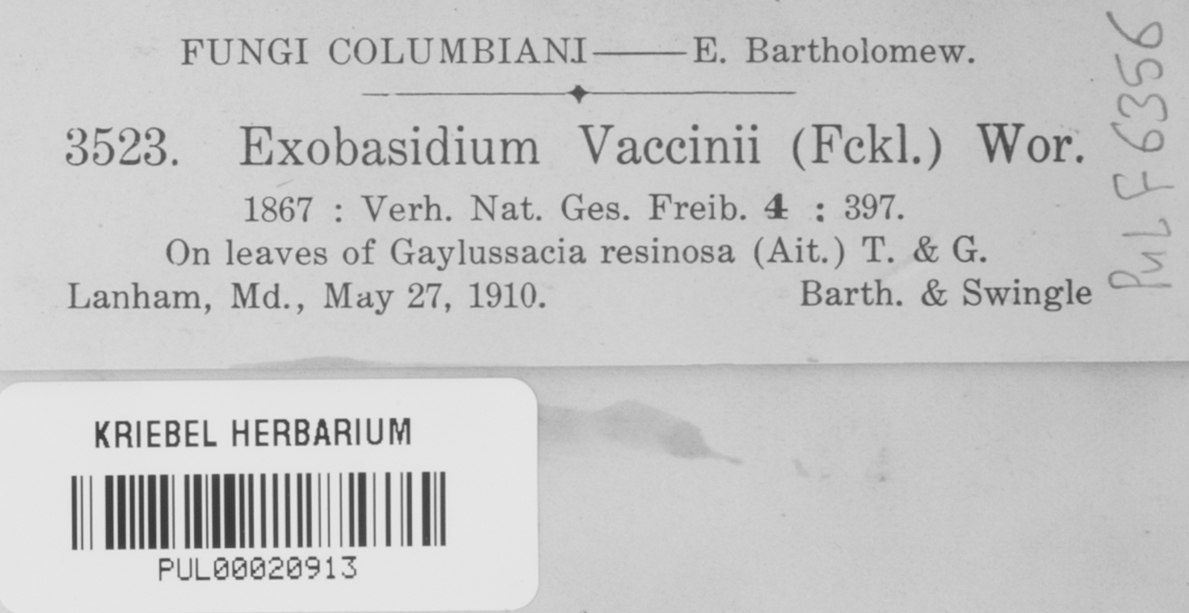 FUNGI COLUMBIANI——E. Bartholomew.
3523. Exobasidium Vaccinii (Fckl.) Wor.
1867 : Verh. Nat. Ges. Freib. 4 : 397.
On leaves of Gaylussacia resinosa (Ait.) T. & G.
Lanham, Md., May 27, 1910. Barth. & Swingle
PUL F 6356
KRIEBEL HERBARIUM
PUL00020913